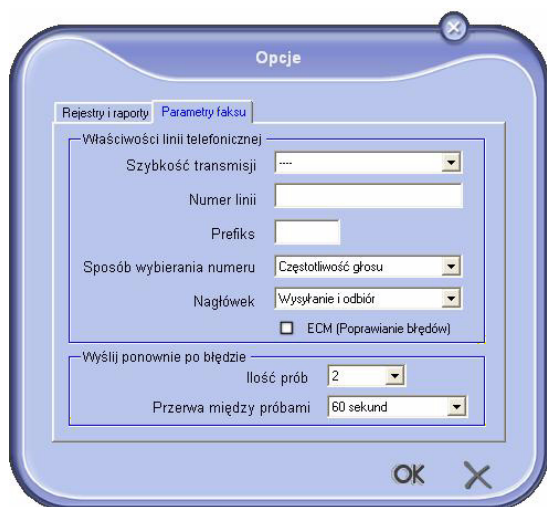 Opcje
Rejestry i raporty Parametry faksu
Właściwości linii telefonicznej
Szybkość transmisji ----
Numer linii
Prefiks
Sposób wybierania numeru Częstotliwość głosu
Nagłówek Wysyłanie i odbiór
ECM (Poprawianie błędów)
Wyślij ponownie po błędzie
Ilość prób 2
Przerwa między próbami 60 sekund
OK